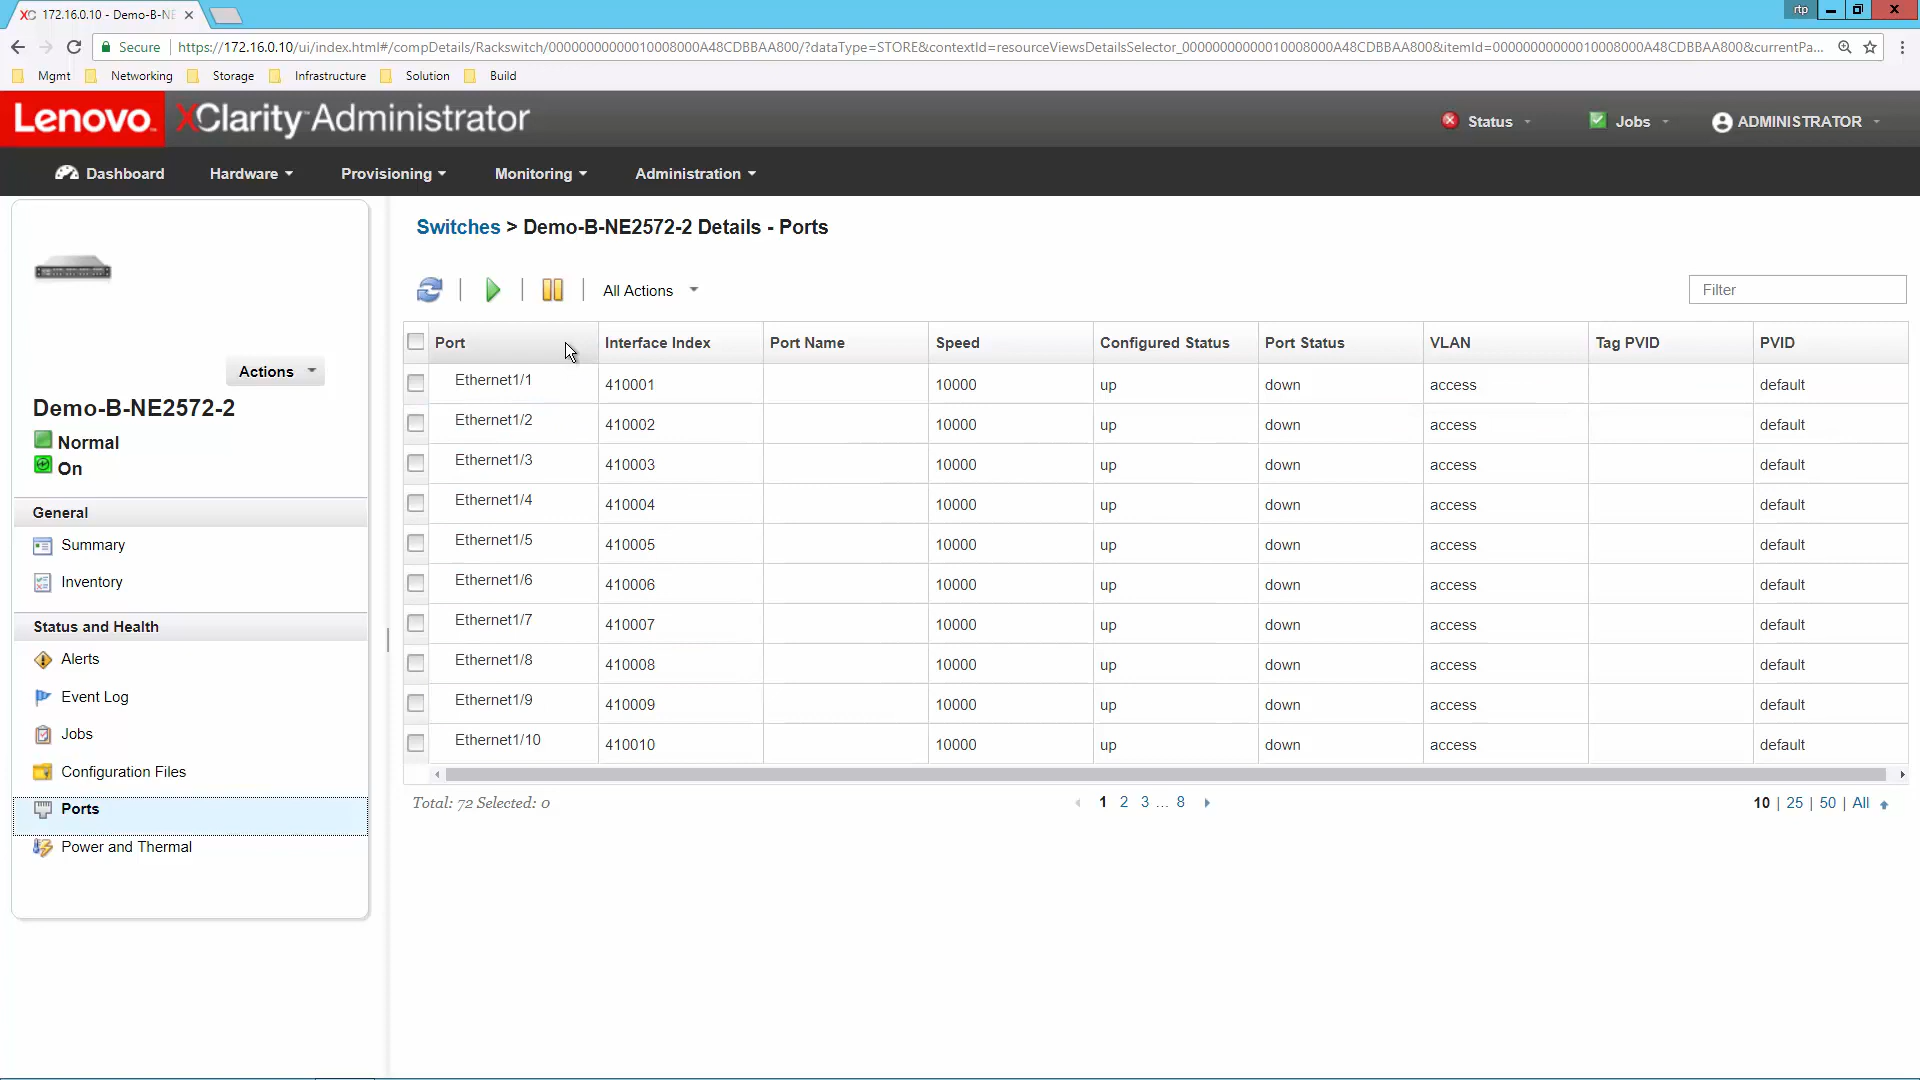 172.16.0.10 - Demo-B-NE
rtp
Secure
https://172.16.0.10/ui/index.html#/compDetails/Rackswitch/00000000000010008000A48CDBBAA800/?dataType=STORE&contextId=resourceViewsDetailsSelector_00000000000010008000A48CDBBAA800&itemId=00000000000010008000A48CDBBAA800&currentPa...
Mgmt Networking Storage Infrastructure Solution Build
Lenovo XClarity Administrator
Status Jobs ADMINISTRATOR
Dashboard Hardware Provisioning Monitoring Administration
Actions
Demo-B-NE2572-2
Normal
On
General
Summary
Inventory
Status and Health
Alerts
Event Log
Jobs
Configuration Files
Ports
Power and Thermal
Switches > Demo-B-NE2572-2 Details - Ports
All Actions
Filter
Port Interface Index Port Name Speed Configured Status Port Status VLAN Tag PVID PVID
Ethernet1/1 410001 10000 up down access default
Ethernet1/2 410002 10000 up down access default
Ethernet1/3 410003 10000 up down access default
Ethernet1/4 410004 10000 up down access default
Ethernet1/5 410005 10000 up down access default
Ethernet1/6 410006 10000 up down access default
Ethernet1/7 410007 10000 up down access default
Ethernet1/8 410008 10000 up down access default
Ethernet1/9 410009 10000 up down access default
Ethernet1/10 410010 10000 up down access default
Total: 72 Selected: 0
1 2 3 ... 8
10 | 25 | 50 | All